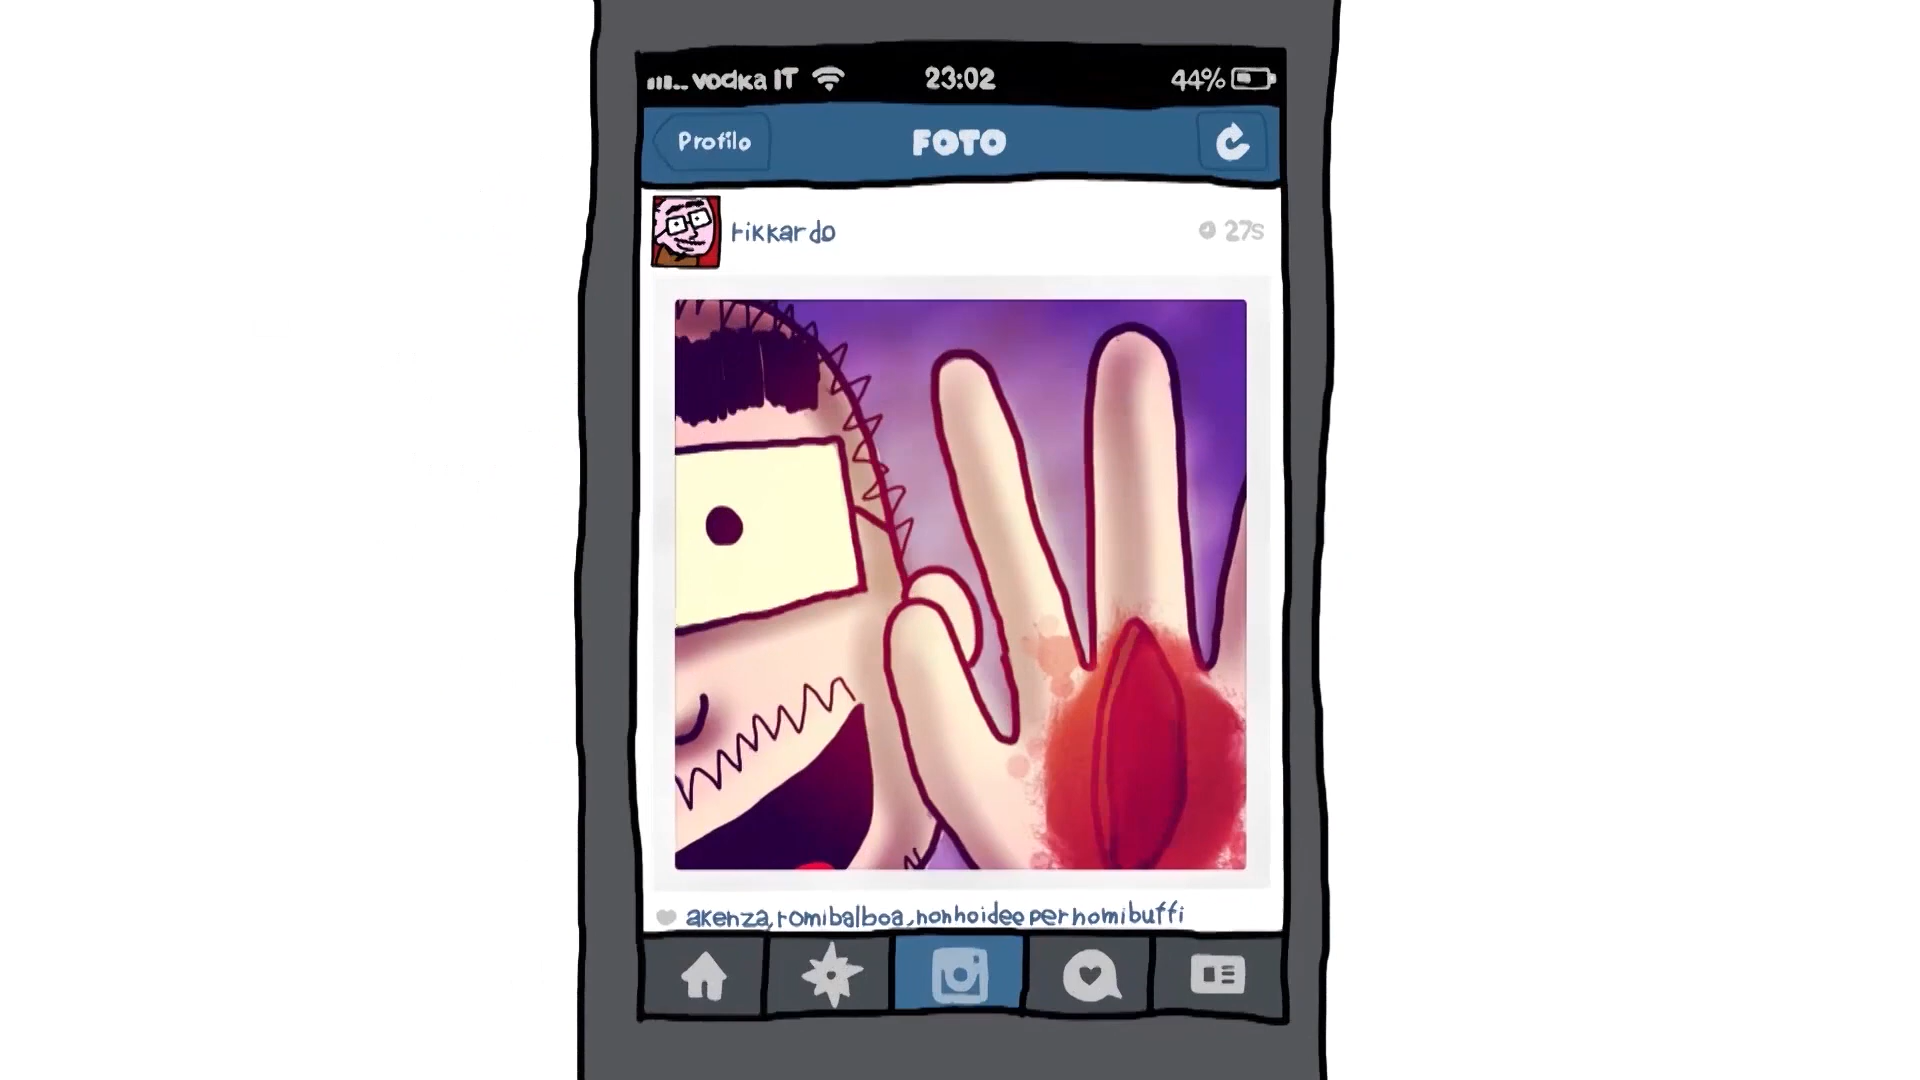 vodka IT 23:02 44%
Profilo FOTO
rikkardo 27s
akenza, romibalboa, nonhoideepernomibuffi